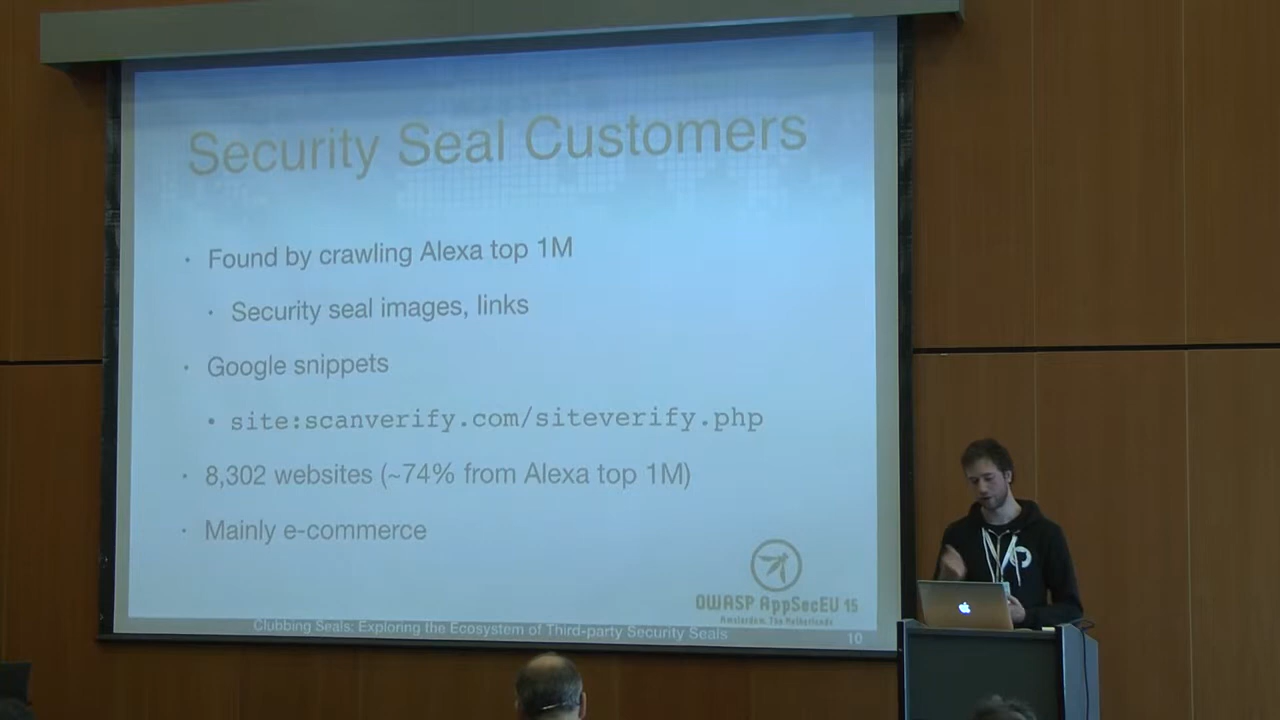 Security Seal Customers
Found by crawling Alexa top 1M
Security seal images, links
Google snippets
site:scanverify.com/siteverify.php
8,302 websites (~74% from Alexa top 1M)
Mainly e-commerce
OWASP AppSecEU 15
Amsterdam, The Netherlands
Clubbing Seals: Exploring the Ecosystem of Third-party Security Seals
10